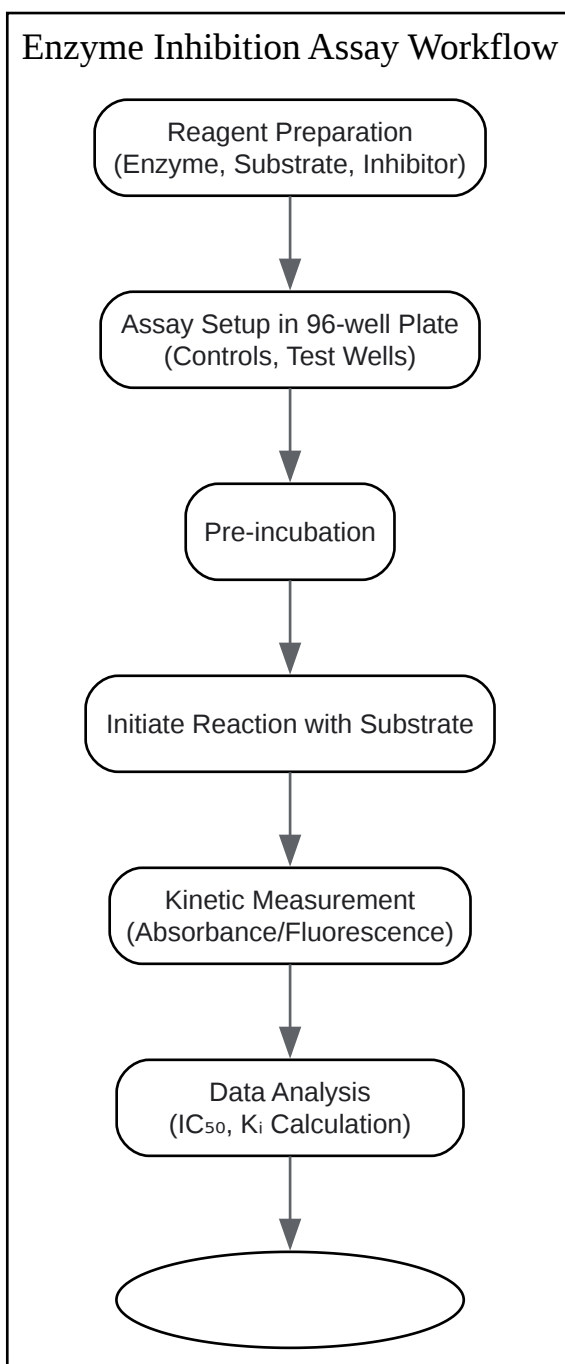 Enzyme Inhibition Assay Workflow
Reagent Preparation
(Enzyme, Substrate, Inhibitor)
Assay Setup in 96-well Plate
(Controls, Test Wells)
Pre-incubation
Initiate Reaction with Substrate
Kinetic Measurement
(Absorbance/Fluorescence)
Data Analysis
(IC₅₀, Kᵢ Calculation)